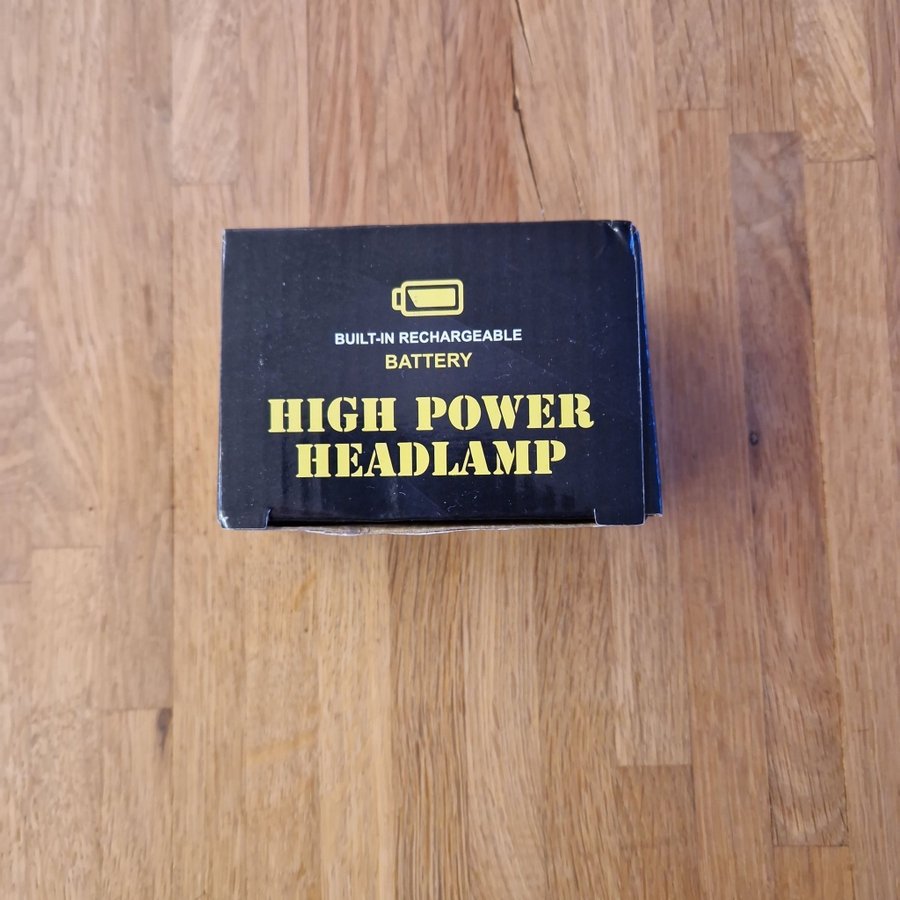 BUILT-IN RECHARGEABLE
BATTERY
HIGH POWER
HEADLAMP